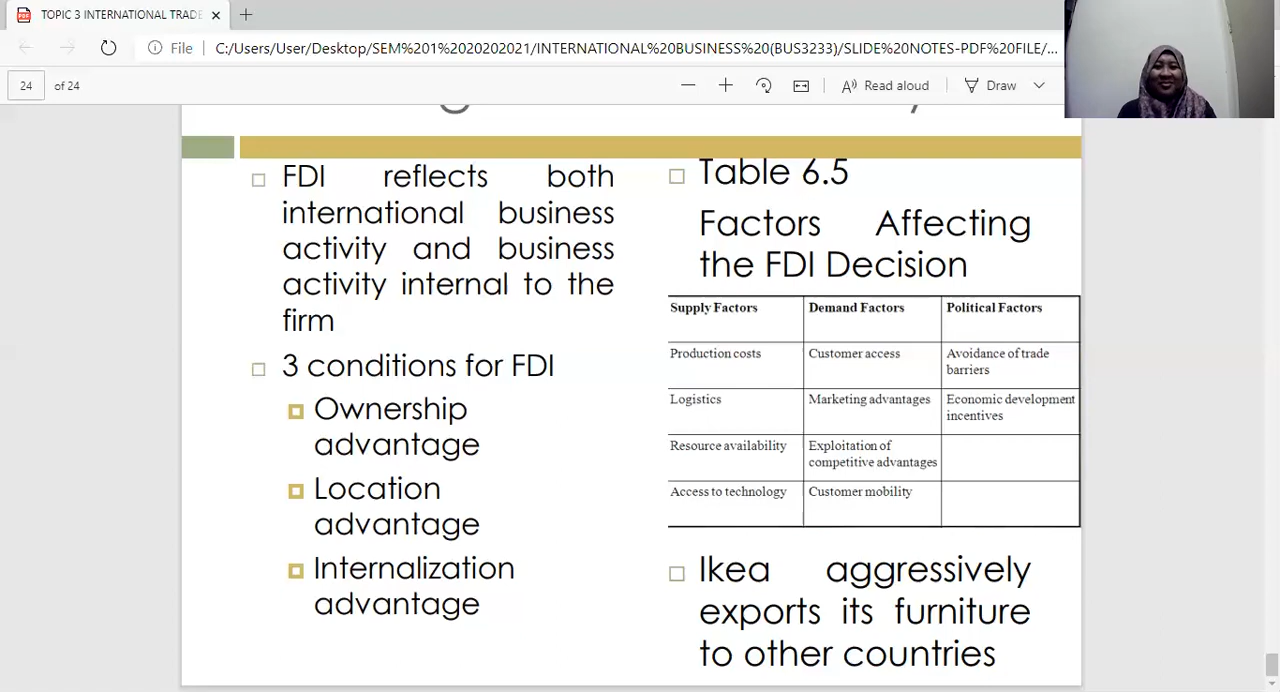 TOPIC 3 INTERNATIONAL TRADE
File
C:/Users/User/Desktop/SEM%201%2020202021/INTERNATIONAL%20BUSINESS%20(BUS3233)/SLIDE%20NOTES-PDF%20FILE/...
24 of 24
Read aloud
Draw
FDI reflects both
international business
activity and business
activity internal to the
firm
3 conditions for FDI
Ownership
advantage
Location
advantage
Internalization
advantage
Table 6.5
Factors Affecting
the FDI Decision
Supply Factors Demand Factors Political Factors
Production costs Customer access Avoidance of trade
barriers
Logistics Marketing advantages Economic development
incentives
Resource availability Exploitation of
competitive advantages
Access to technology Customer mobility
Ikea aggressively
exports its furniture
to other countries